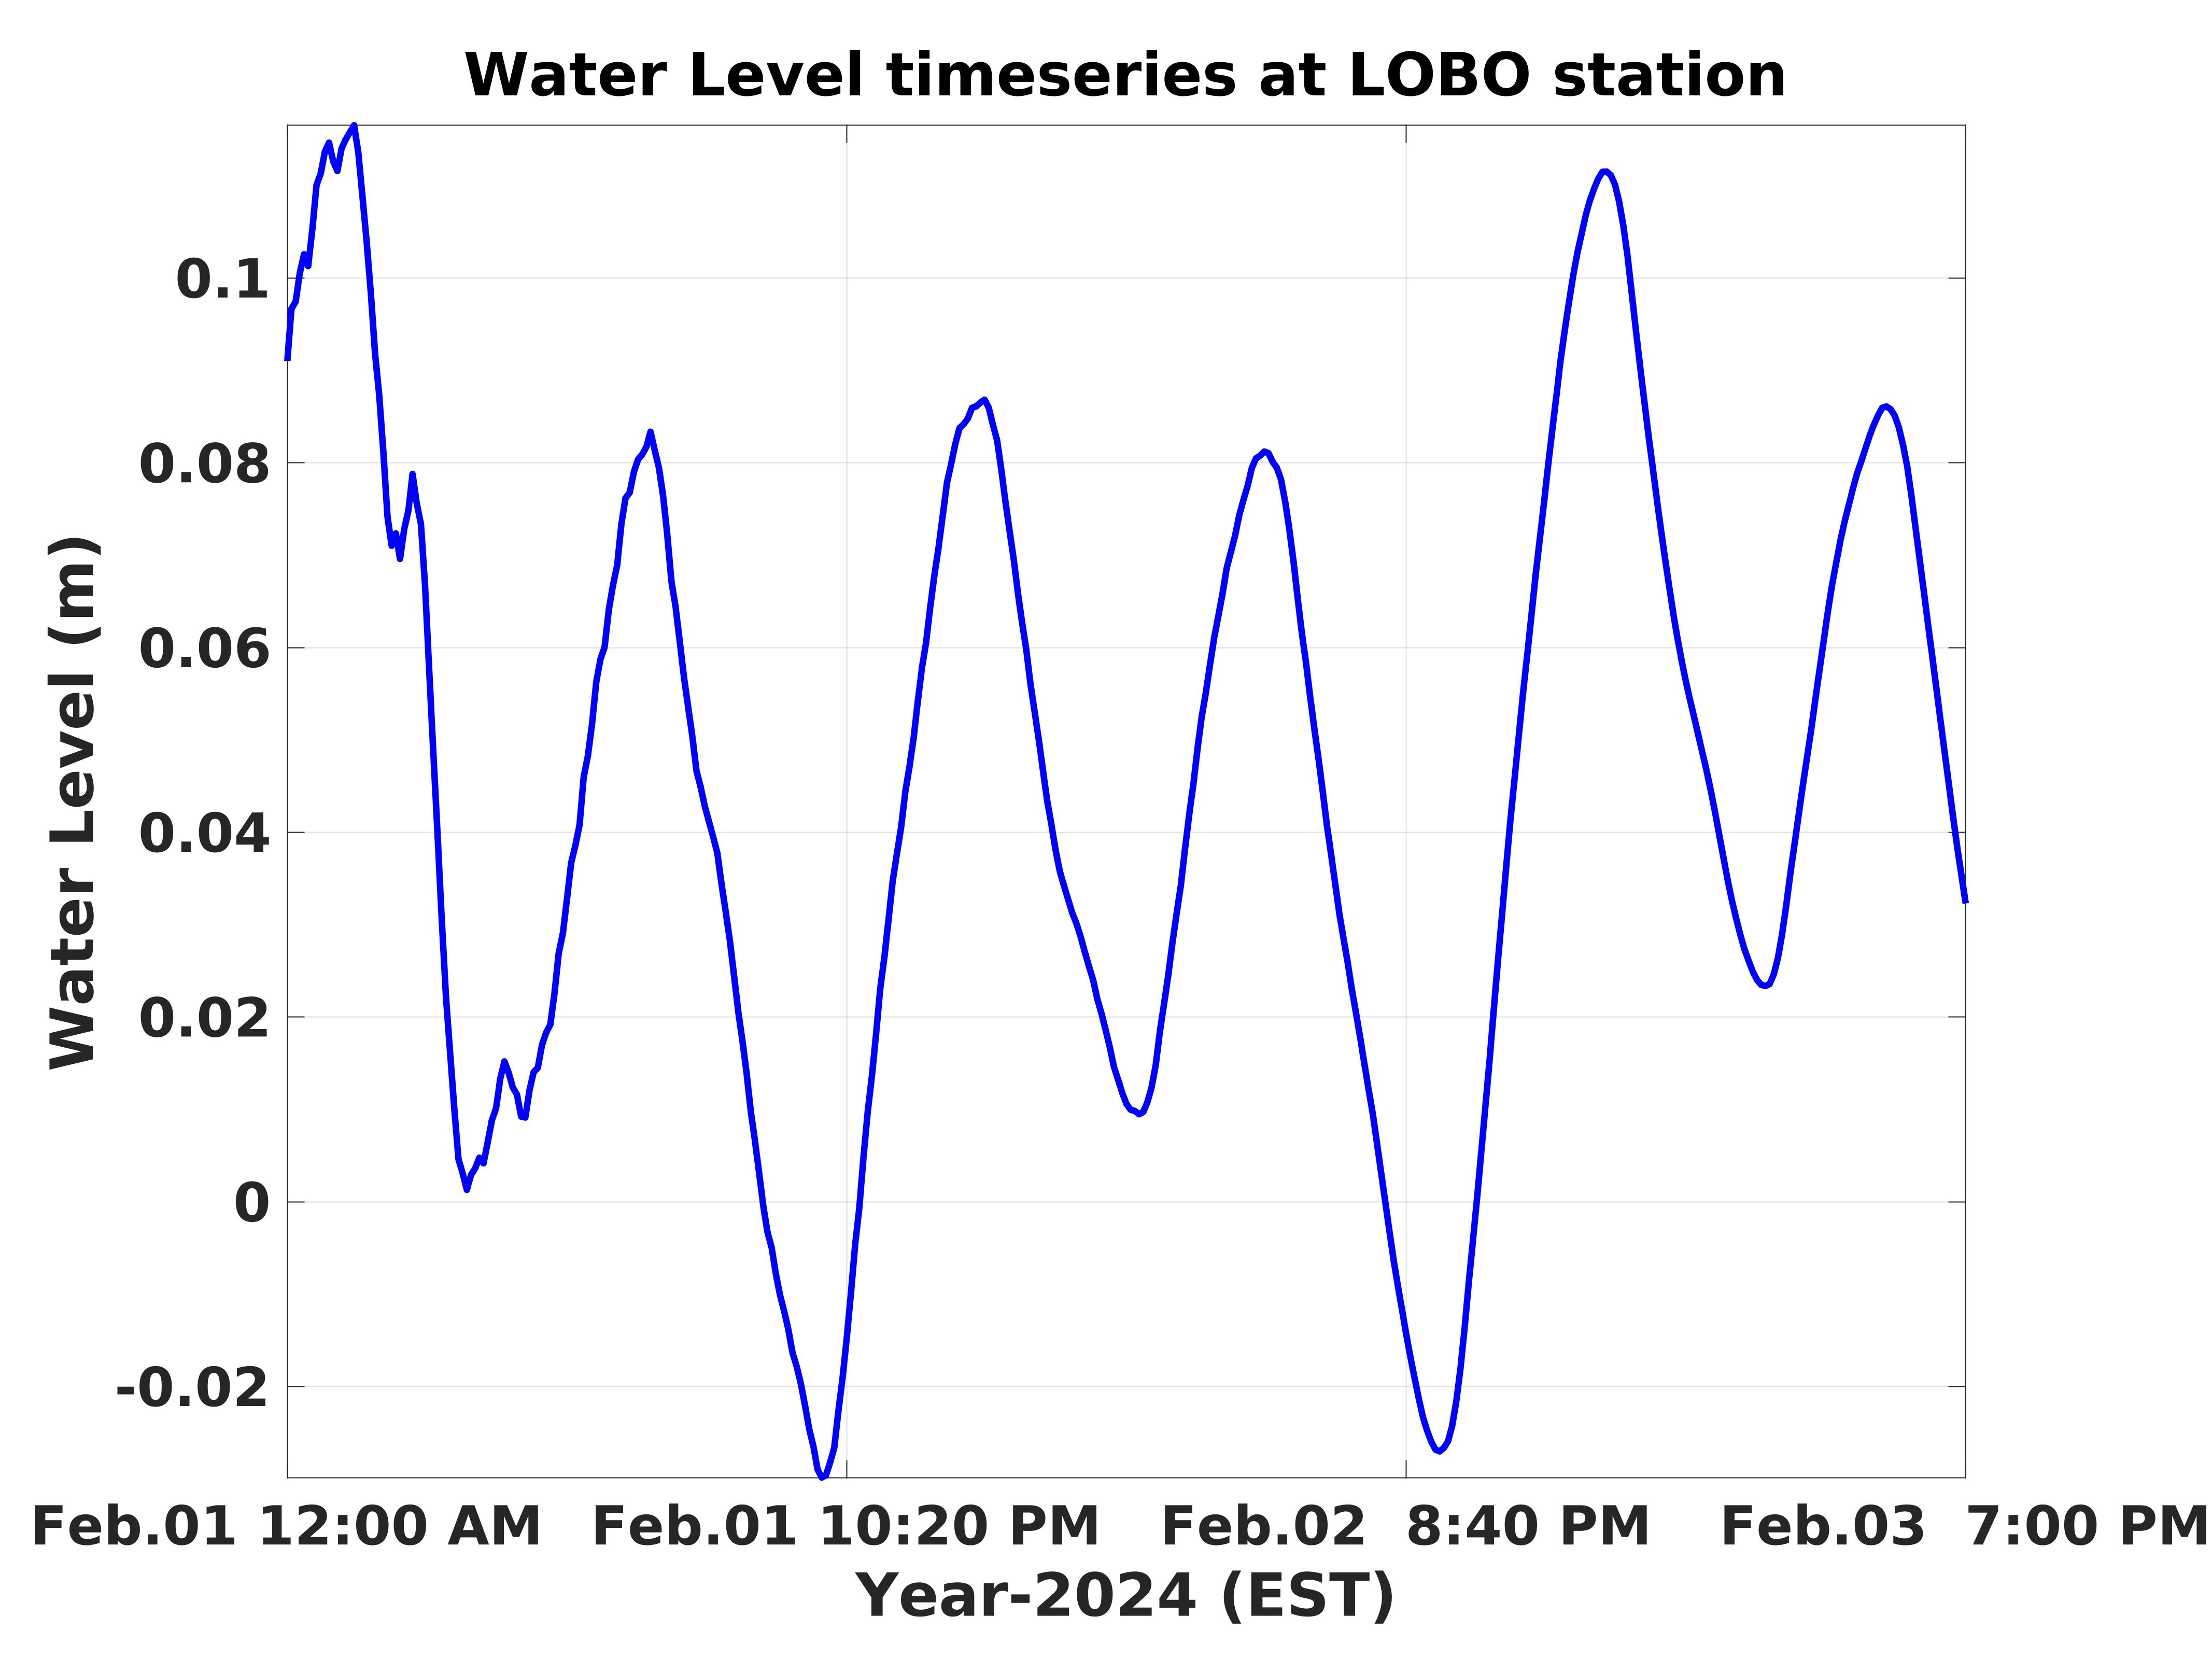 Water Level timeseries at LOBO station
Water Level (m)
0.1
0.08
0.06
0.04
0.02
0
-0.02
Feb.01 12:00 AM Feb.01 10:20 PM Feb.02 8:40 PM Feb.03 7:00 PM
Year-2024 (EST)